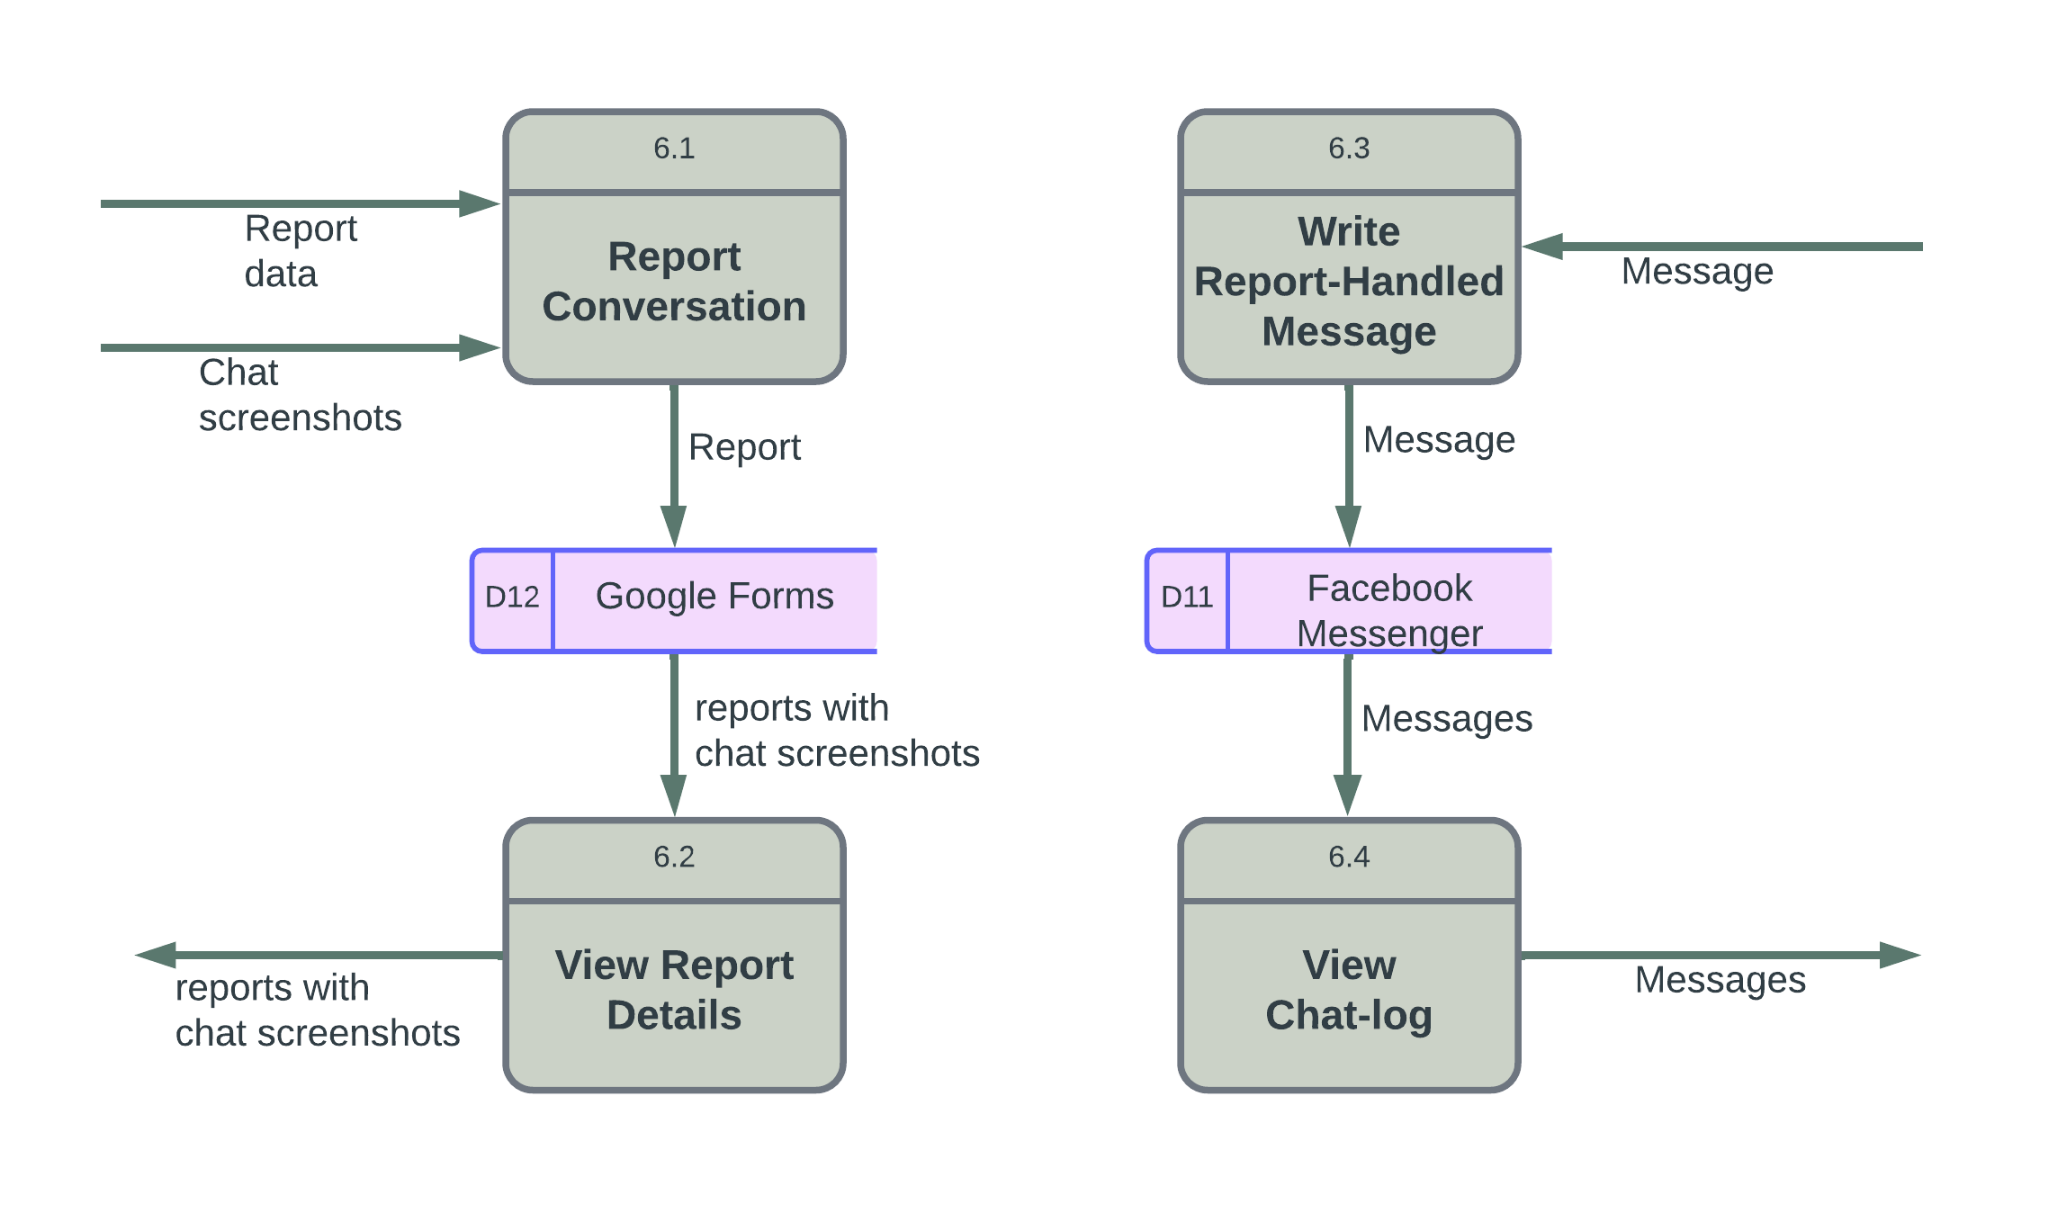 6.1
Report
Conversation
Report
data
Chat
screenshots
Report
D12
Google Forms
reports with
chat screenshots
6.2
View Report
Details
reports with
chat screenshots
6.3
Write
Report-Handled
Message
Message
Message
D11
Facebook
Messenger
Messages
6.4
View
Chat-log
Messages